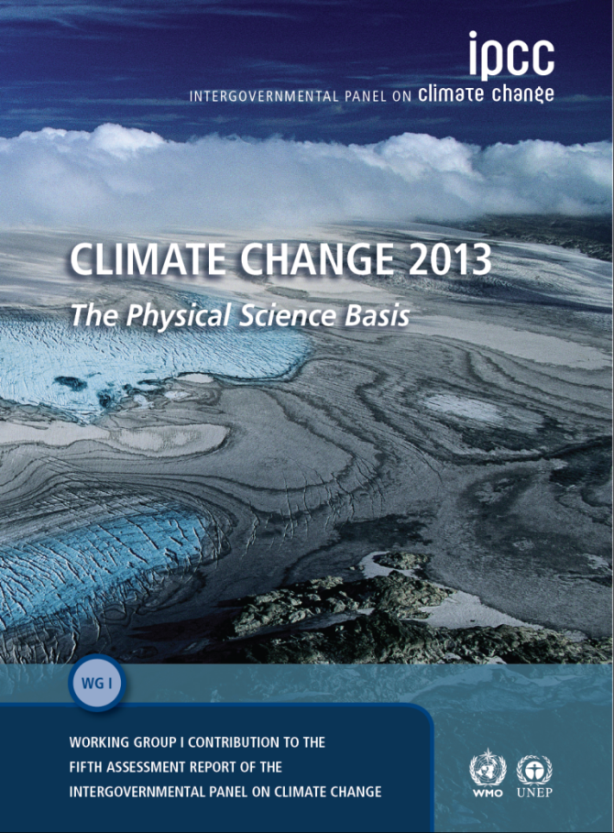 ipcc
INTERGOVERNMENTAL PANEL ON climate change
CLIMATE CHANGE 2013
The Physical Science Basis
WG I
WORKING GROUP I CONTRIBUTION TO THE
FIFTH ASSESSMENT REPORT OF THE
INTERGOVERNMENTAL PANEL ON CLIMATE CHANGE
WMO
UNEP